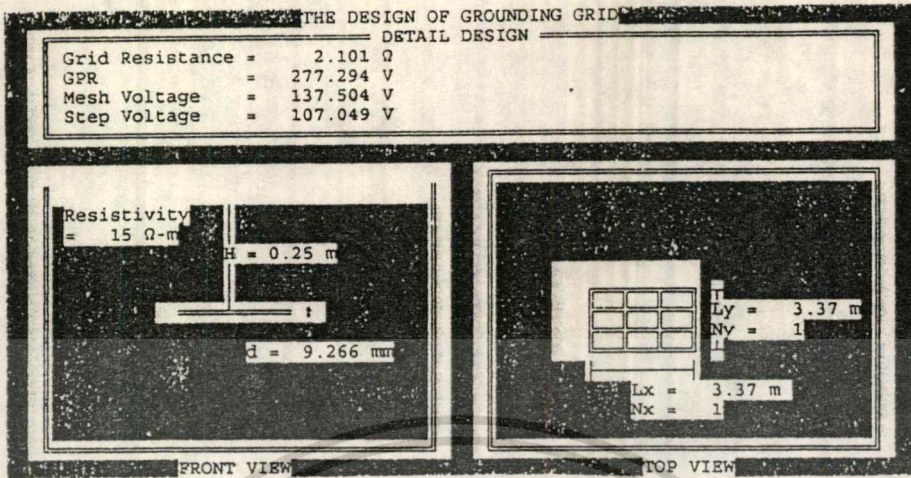 THE DESIGN OF GROUNDING GRID
DETAIL DESIGN
Grid Resistance = 2.101 Ω
GPR = 277.294 V
Mesh Voltage = 137.504 V
Step Voltage = 107.049 V
Resistivity
= 15 Ω-m
H = 0.25 m
d = 9.266 mm
FRONT VIEW
Ly = 3.37 m
Ny = 1
Lx = 3.37 m
Nx = 1
TOP VIEW